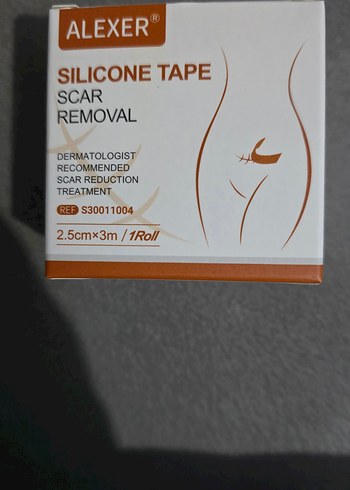 ALEXER®
SILICONE TAPE
SCAR
REMOVAL
DERMATOLOGIST
RECOMMENDED
SCAR REDUCTION
TREATMENT
REF S30011004
2.5cm×3m / 1Roll